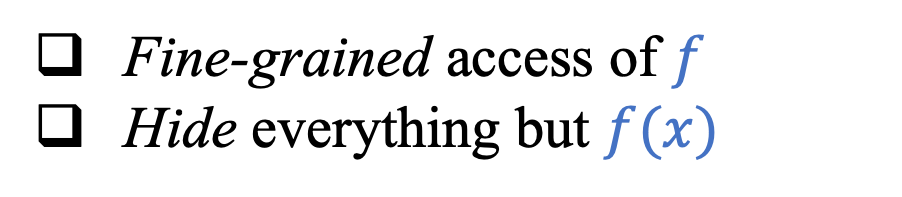 ❑ Fine-grained access of f
❑ Hide everything but f(x)